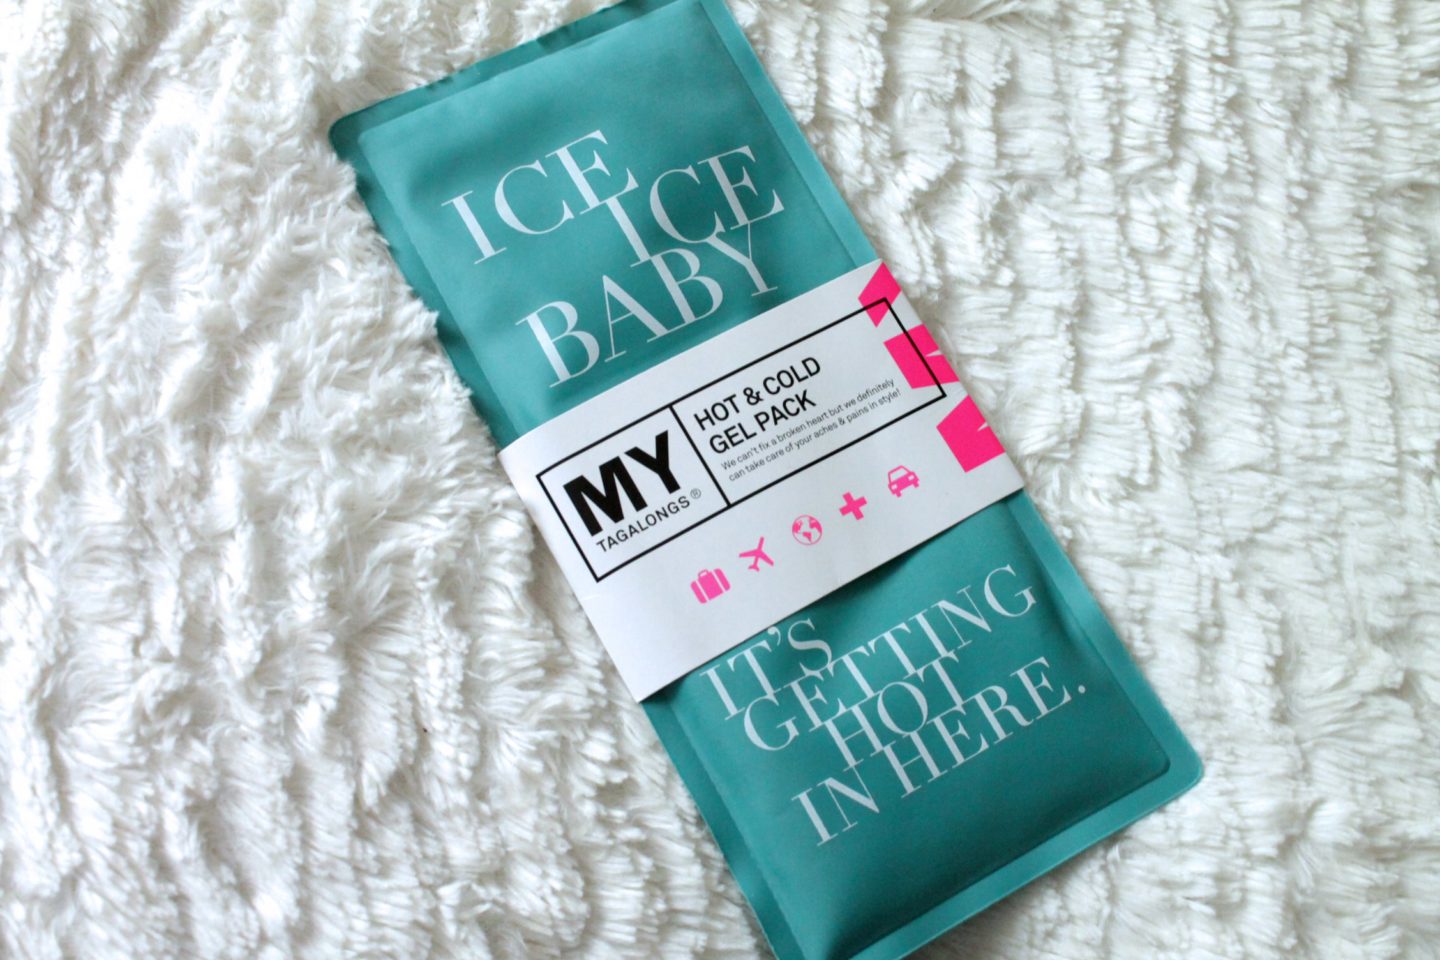 ICE
ICE
BABY
MY
TAGALONGS®
HOT & COLD
GEL PACK
We can't fix a broken heart but we definitely
can take care of your aches & pains in style!
IT'S
GETTING
HOT
IN HERE.